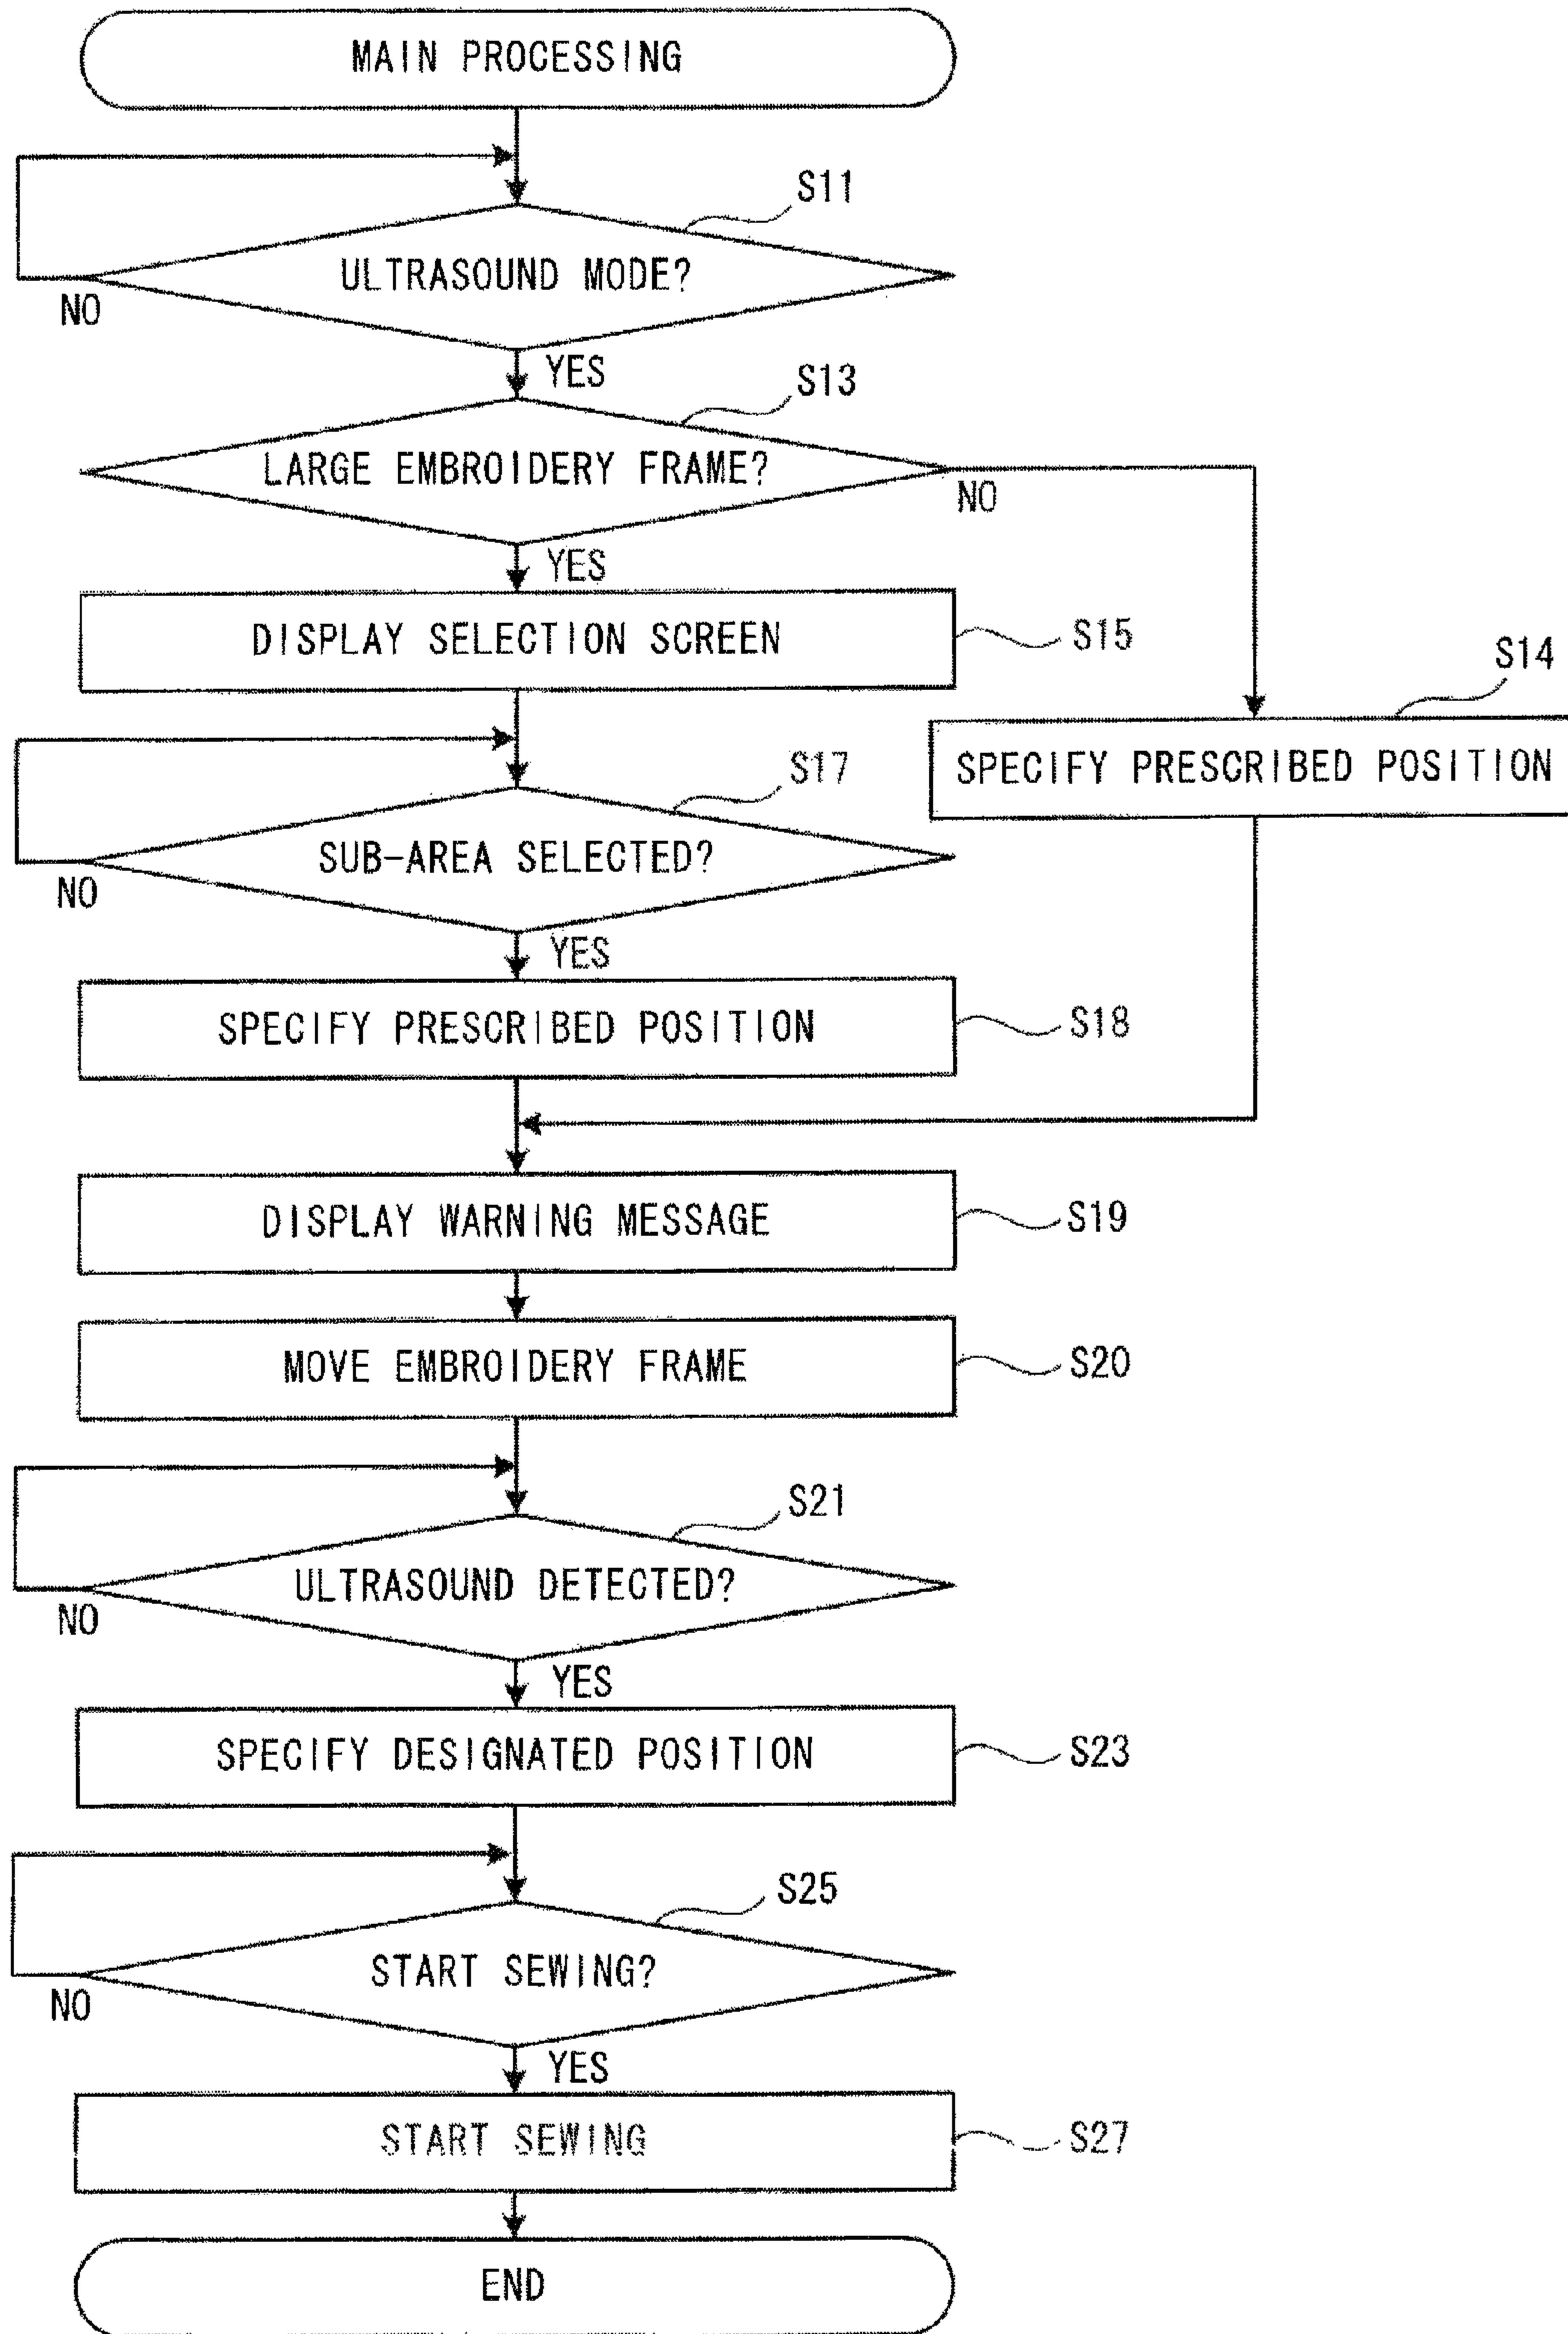 MAIN PROCESSING
S11
ULTRASOUND MODE?
NO
YES
S13
LARGE EMBROIDERY FRAME?
NO
YES
DISPLAY SELECTION SCREEN
S15
S14
SPECIFY PRESCRIBED POSITION
S17
SUB-AREA SELECTED?
NO
YES
SPECIFY PRESCRIBED POSITION
S18
DISPLAY WARNING MESSAGE
S19
MOVE EMBROIDERY FRAME
S20
S21
ULTRASOUND DETECTED?
NO
YES
SPECIFY DESIGNATED POSITION
S23
S25
START SEWING?
NO
YES
START SEWING
S27
END